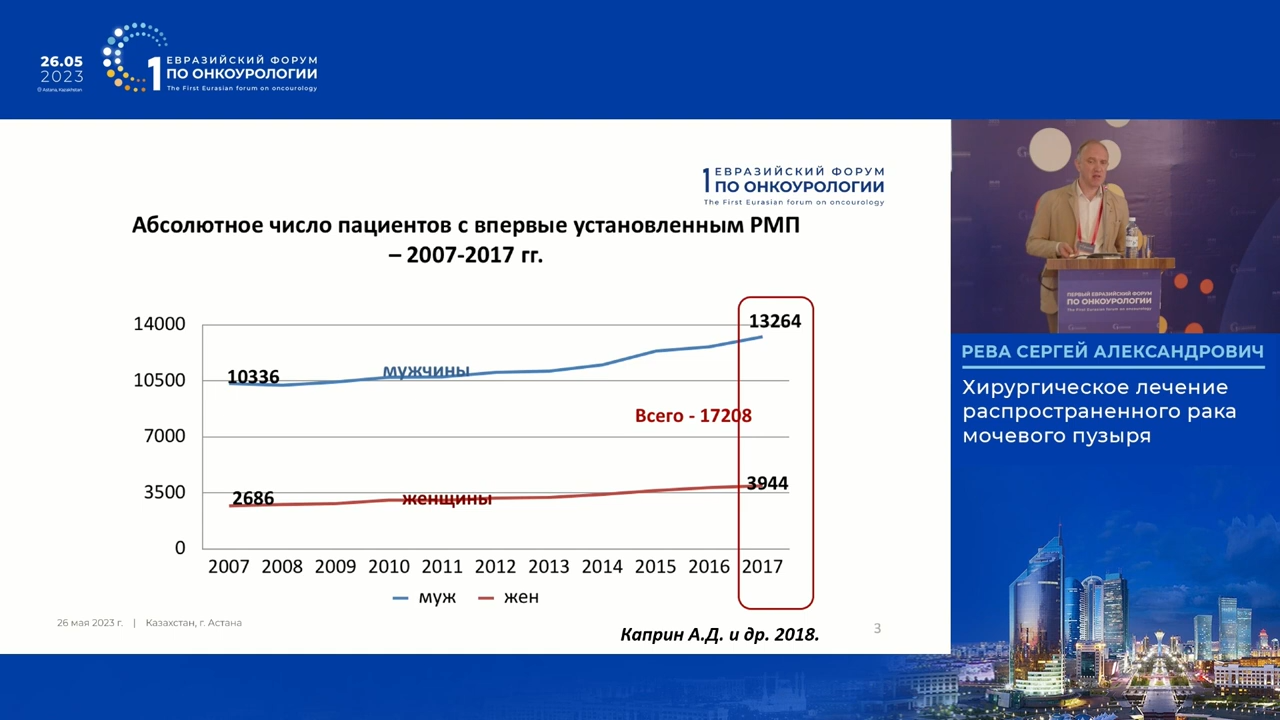 26.05
2023
Astana, Kazakhstan
1 ЕВРАЗИЙСКИЙ ФОРУМ
ПО ОНКОУРОЛОГИИ
The First Eurasian forum on oncourology
1 ЕВРАЗИЙСКИЙ ФОРУМ
ПО ОНКОУРОЛОГИИ
The First Eurasian forum on oncourology
Абсолютное число пациентов с впервые установленным РМП
– 2007-2017 гг.
14000
10500
7000
3500
0
10336
мужчины
13264
Всего - 17208
2686
женщины
3944
2007 2008 2009 2010 2011 2012 2013 2014 2015 2016 2017
муж жен
26 мая 2023 г. | Казахстан, г. Астана
Каприн А.Д. и др. 2018.
3
ПЕРВЫЙ ЕВРАЗИЙСКИЙ ФОРУМ
ПО ОНКОУРОЛОГИИ
РЕВА СЕРГЕЙ АЛЕКСАНДРОВИЧ
Хирургическое лечение
распространенного рака
мочевого пузыря